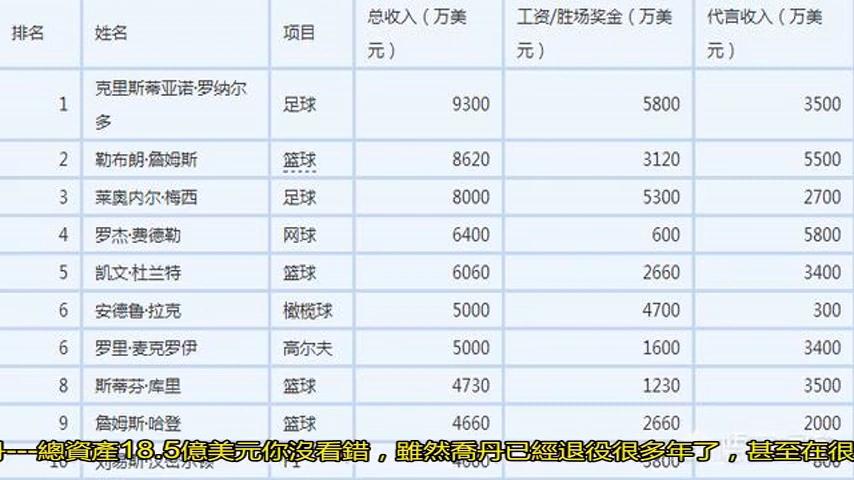 排名 姓名 项目 总收入（万美元） 工资/胜场奖金（万美元） 代言收入（万美元）
1 克里斯蒂亚诺·罗纳尔多 足球 9300 5800 3500
2 勒布朗·詹姆斯 篮球 8620 3120 5500
3 莱奥内尔·梅西 足球 8000 5300 2700
4 罗杰·费德勒 网球 6400 600 5800
5 凯文·杜兰特 篮球 6060 2660 3400
6 安德鲁·拉克 橄榄球 5000 4700 300
6 罗里·麦克罗伊 高尔夫 5000 1600 3400
8 斯蒂芬·库里 篮球 4730 1230 3500
9 詹姆斯·哈登 篮球 4660 2660 2000
---總資產18.5億美元你沒看錯，雖然喬丹已經退役很多年了，甚至在很